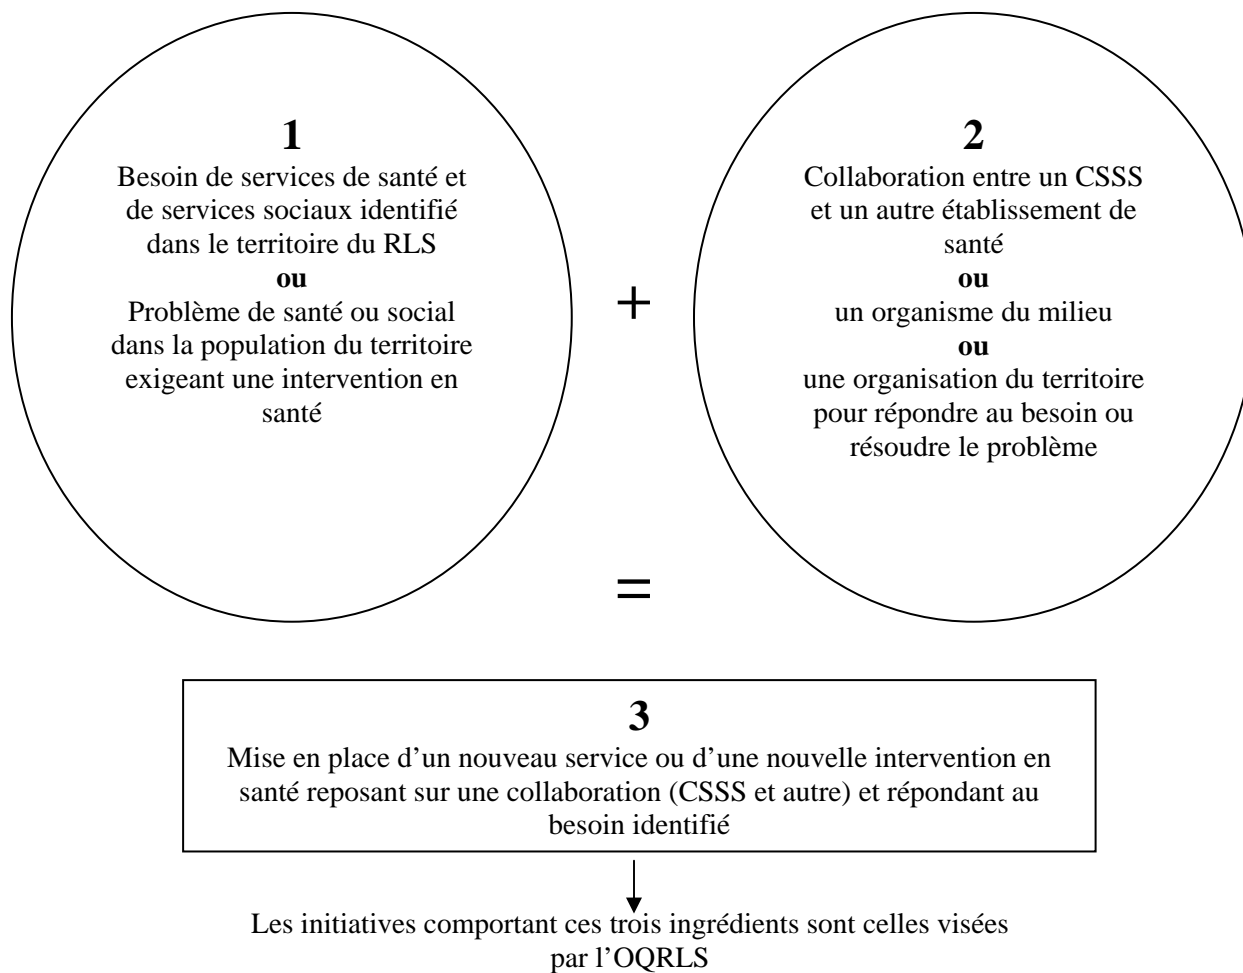 1
Besoin de services de santé et
de services sociaux identifié
dans le territoire du RLS
ou
Problème de santé ou social
dans la population du territoire
exigeant une intervention en
santé
+
2
Collaboration entre un CSSS
et un autre établissement de
santé
ou
un organisme du milieu
ou
une organisation du territoire
pour répondre au besoin ou
résoudre le problème
=
3
Mise en place d’un nouveau service ou d’une nouvelle intervention en
santé reposant sur une collaboration (CSSS et autre) et répondant au
besoin identifié
Les initiatives comportant ces trois ingrédients sont celles visées
par l’OQRLS